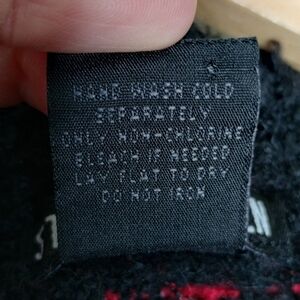 HAND WASH COLD
SEPARATELY
ONLY NON-CHLORINE
BLEACH IF NEEDED
LAY FLAT TO DRY
DO NOT IRON